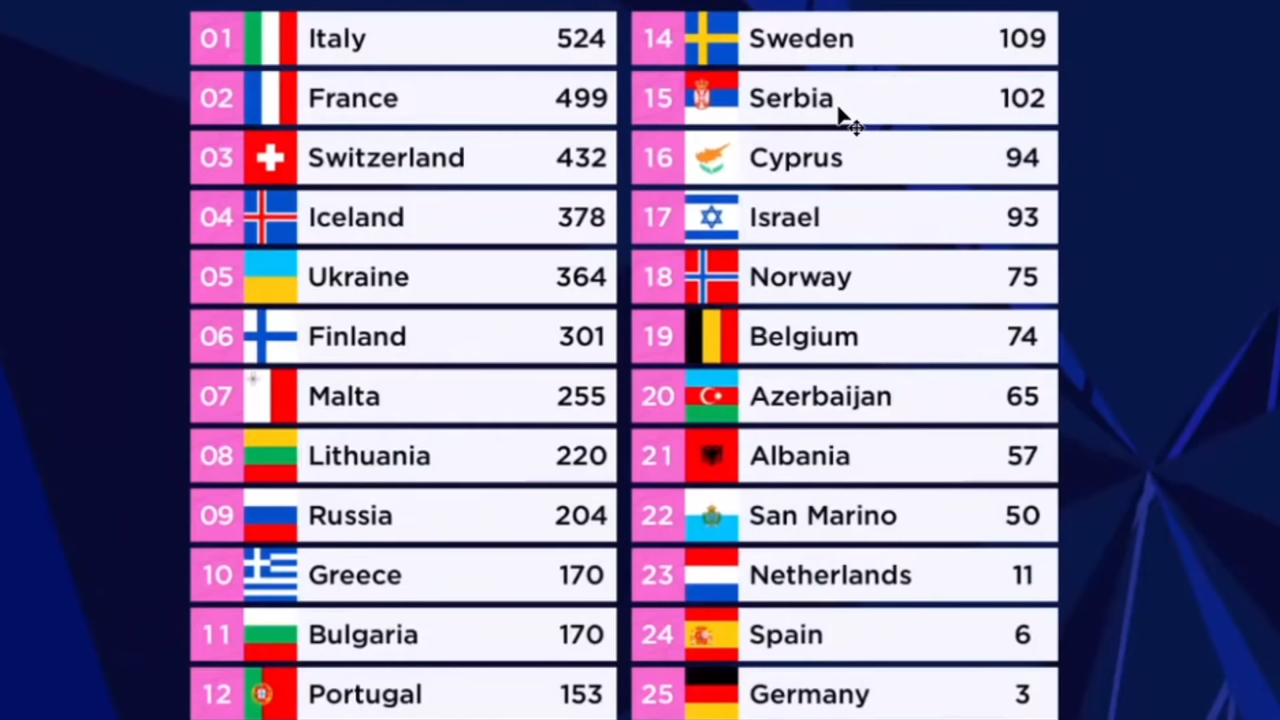 01 Italy 524
02 France 499
03 Switzerland 432
04 Iceland 378
05 Ukraine 364
06 Finland 301
07 Malta 255
08 Lithuania 220
09 Russia 204
10 Greece 170
11 Bulgaria 170
12 Portugal 153
14 Sweden 109
15 Serbia 102
16 Cyprus 94
17 Israel 93
18 Norway 75
19 Belgium 74
20 Azerbaijan 65
21 Albania 57
22 San Marino 50
23 Netherlands 11
24 Spain 6
25 Germany 3